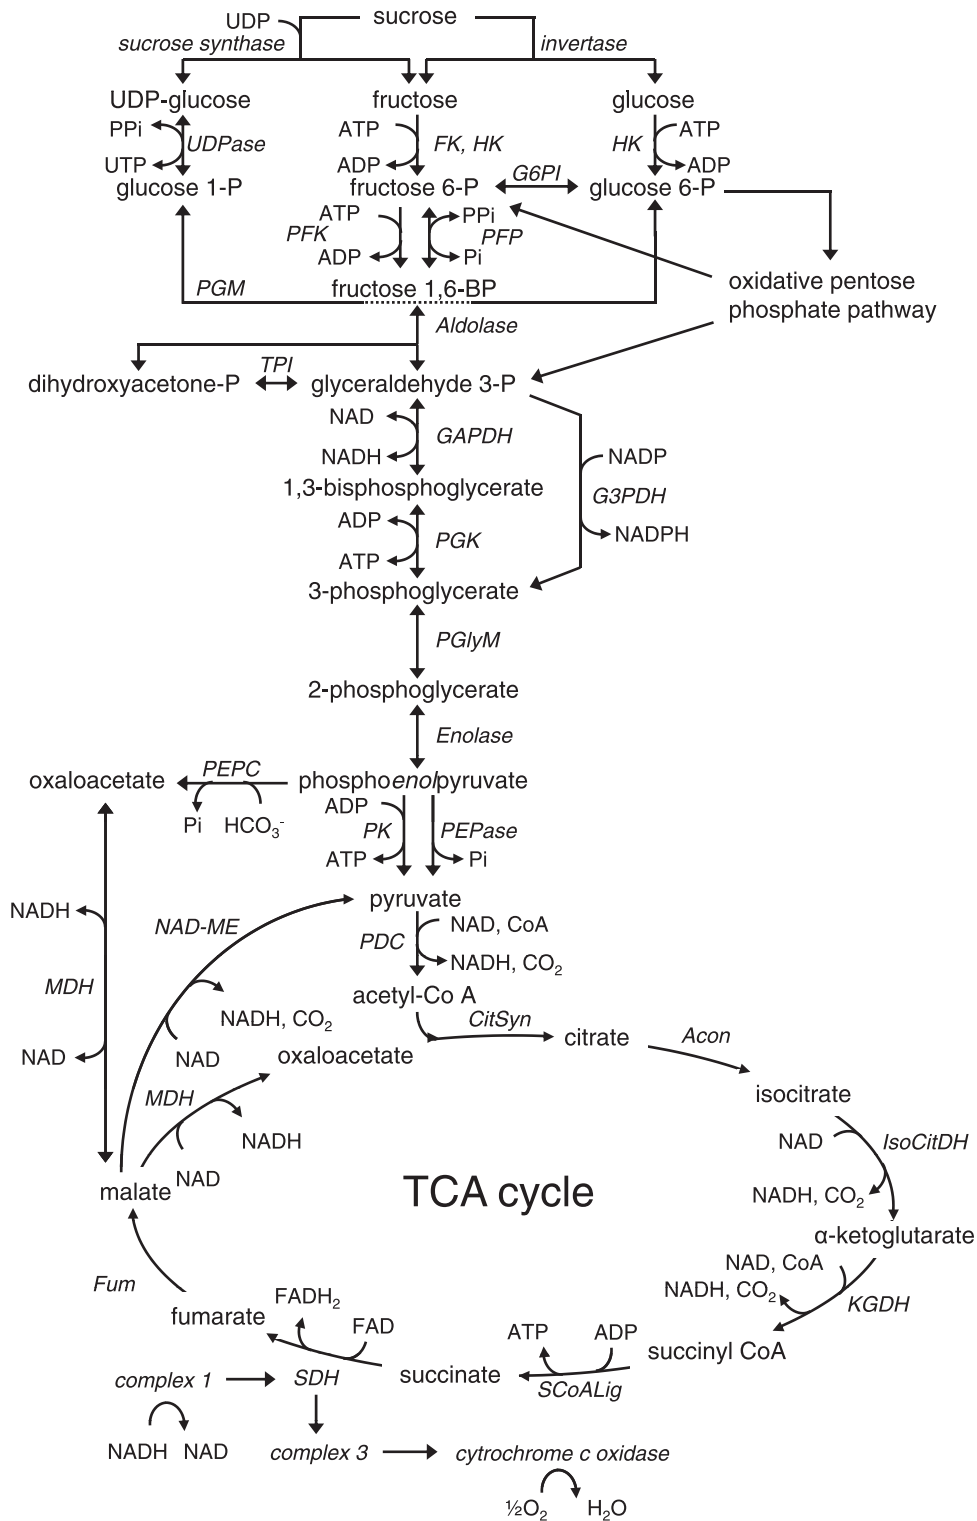 sucrose
UDP
sucrose synthase
invertase
UDP-glucose
fructose
glucose
PPi
UDPase
UTP
ATP
FK, HK
ADP
HK
ATP
ADP
glucose 1-P
fructose 6-P
G6PI
glucose 6-P
ATP
PFK
ADP
PPi
PFP
Pi
PGM
fructose 1,6-BP
oxidative pentose
phosphate pathway
Aldolase
dihydroxyacetone-P
TPI
glyceraldehyde 3-P
NAD
GAPDH
NADH
NADP
G3PDH
NADPH
1,3-bisphosphoglycerate
ADP
PGK
ATP
3-phosphoglycerate
PGlyM
2-phosphoglycerate
Enolase
oxaloacetate
PEPC
phosphoenolpyruvate
Pi
HCO₃⁻
ADP
PK
ATP
PEPase
Pi
pyruvate
NADH
NAD-ME
PDC
NAD, CoA
NADH, CO₂
MDH
acetyl-Co A
NADH, CO₂
CitSyn
citrate
Acon
NAD
NAD
oxaloacetate
isocitrate
MDH
NADH
NAD
NAD
IsoCitDH
NADH, CO₂
malate
TCA cycle
α-ketoglutarate
NAD, CoA
NADH, CO₂
KGDH
Fum
fumarate
FADH₂
FAD
ATP
ADP
succinyl CoA
complex 1
SDH
succinate
SCoALig
NADH
NAD
complex 3
cytrochrome c oxidase
½O₂
H₂O